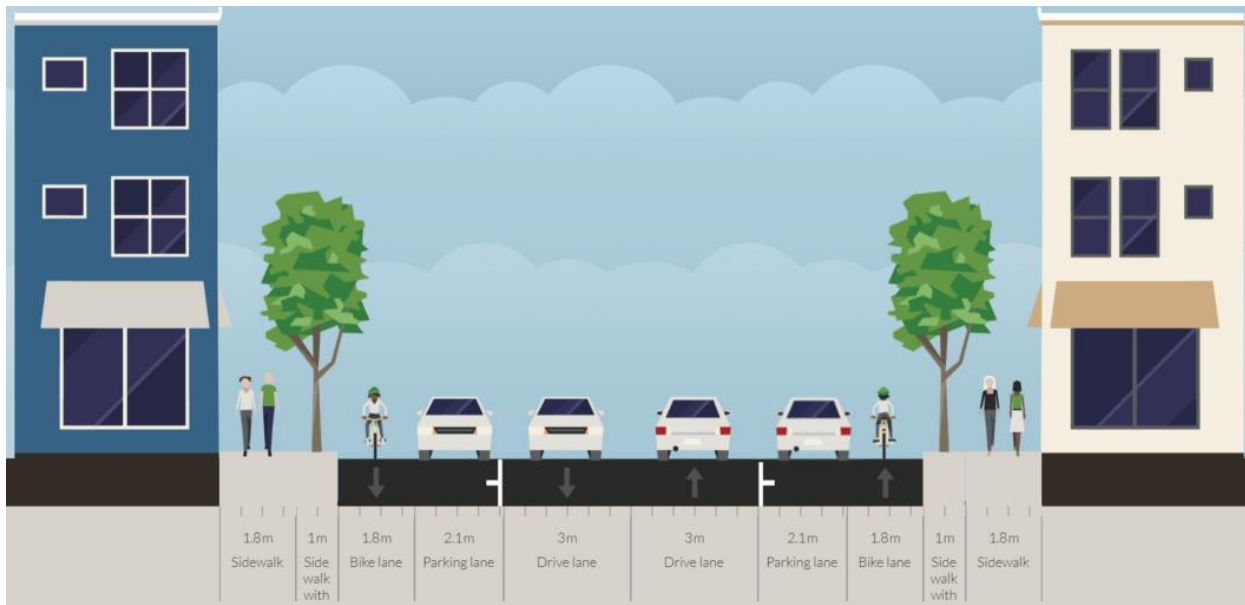 1.8m
Sidewalk
1m
Side
walk
with
1.8m
Bike lane
2.1m
Parking lane
3m
Drive lane
3m
Drive lane
2.1m
Parking lane
1.8m
Bike lane
1m
Side
walk
with
1.8m
Sidewalk